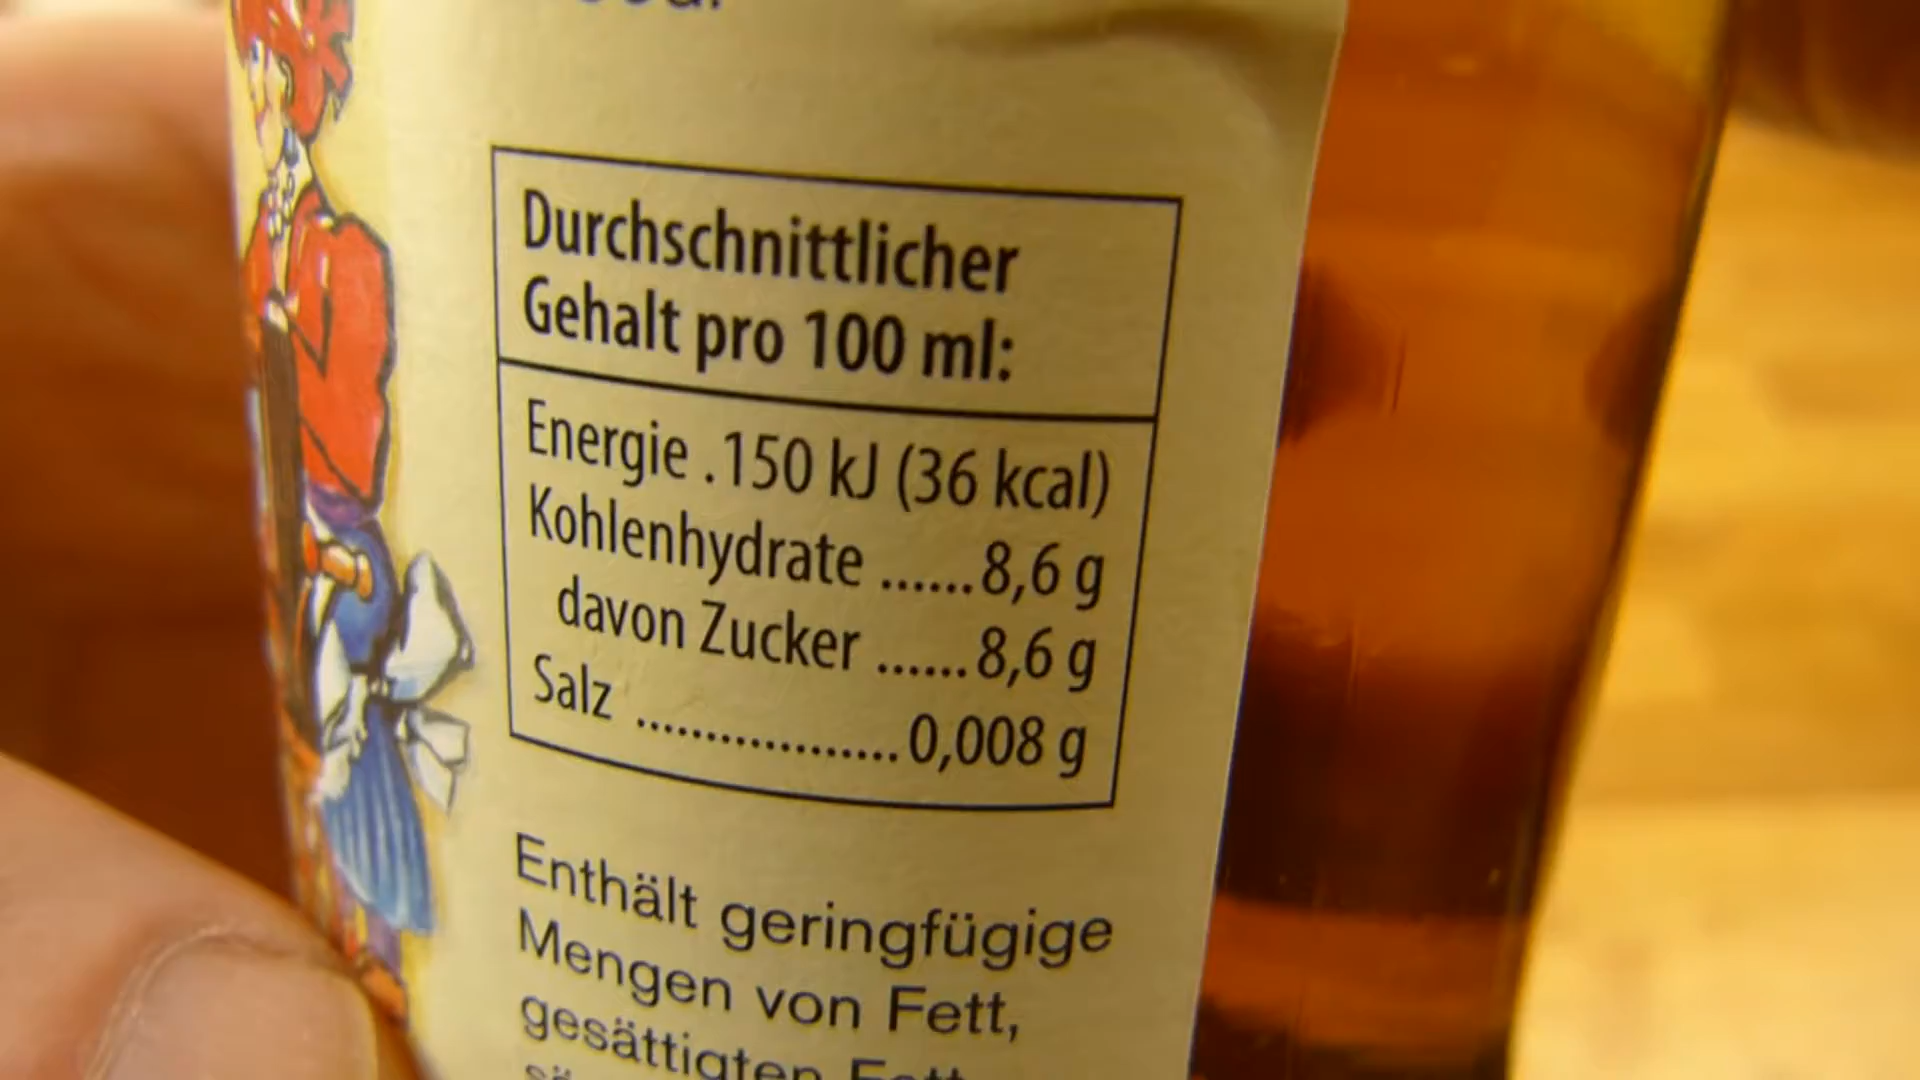 Durchschnittlicher
Gehalt pro 100 ml:
Energie .150 kJ (36 kcal)
Kohlenhydrate ......8,6 g
davon Zucker ......8,6 g
Salz ...................0,008 g
Enthält geringfügige
Mengen von Fett,
gesättigten